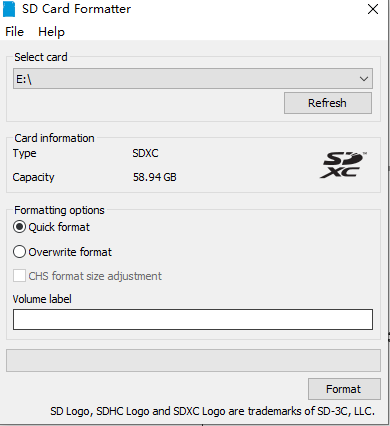 SD Card Formatter
File Help
Select card
E:\
Refresh
Card information
Type SDXC
Capacity 58.94 GB
SD
XC
TM
Formatting options
Quick format
Overwrite format
CHS format size adjustment
Volume label
Format
SD Logo, SDHC Logo and SDXC Logo are trademarks of SD-3C, LLC.